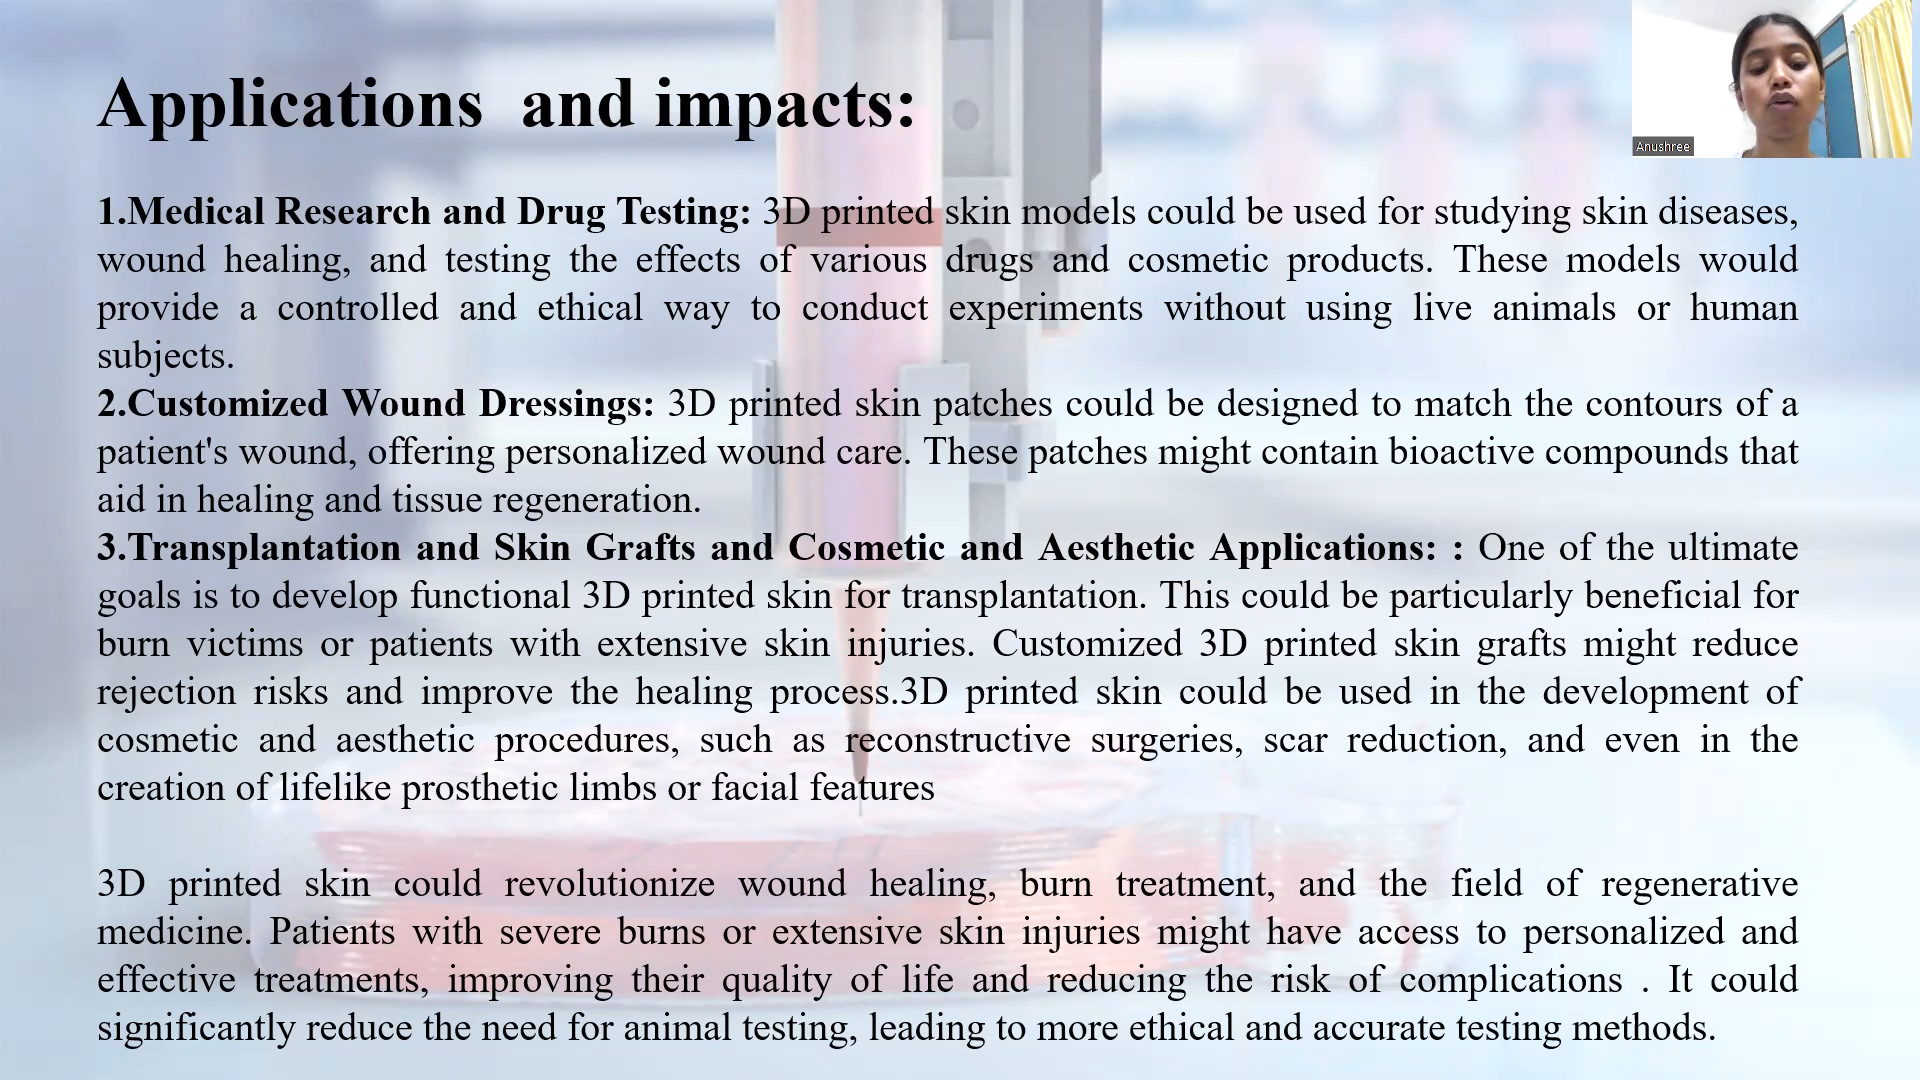 Applications  and impacts:
Anushree
1.Medical Research and Drug Testing: 3D printed skin models could be used for studying skin diseases,
wound healing, and testing the effects of various drugs and cosmetic products. These models would
provide a controlled and ethical way to conduct experiments without using live animals or human
subjects.
2.Customized Wound Dressings: 3D printed skin patches could be designed to match the contours of a
patient's wound, offering personalized wound care. These patches might contain bioactive compounds that
aid in healing and tissue regeneration.
3.Transplantation and Skin Grafts and Cosmetic and Aesthetic Applications: : One of the ultimate
goals is to develop functional 3D printed skin for transplantation. This could be particularly beneficial for
burn victims or patients with extensive skin injuries. Customized 3D printed skin grafts might reduce
rejection risks and improve the healing process.3D printed skin could be used in the development of
cosmetic and aesthetic procedures, such as reconstructive surgeries, scar reduction, and even in the
creation of lifelike prosthetic limbs or facial features
3D printed skin could revolutionize wound healing, burn treatment, and the field of regenerative
medicine. Patients with severe burns or extensive skin injuries might have access to personalized and
effective treatments, improving their quality of life and reducing the risk of complications . It could
significantly reduce the need for animal testing, leading to more ethical and accurate testing methods.